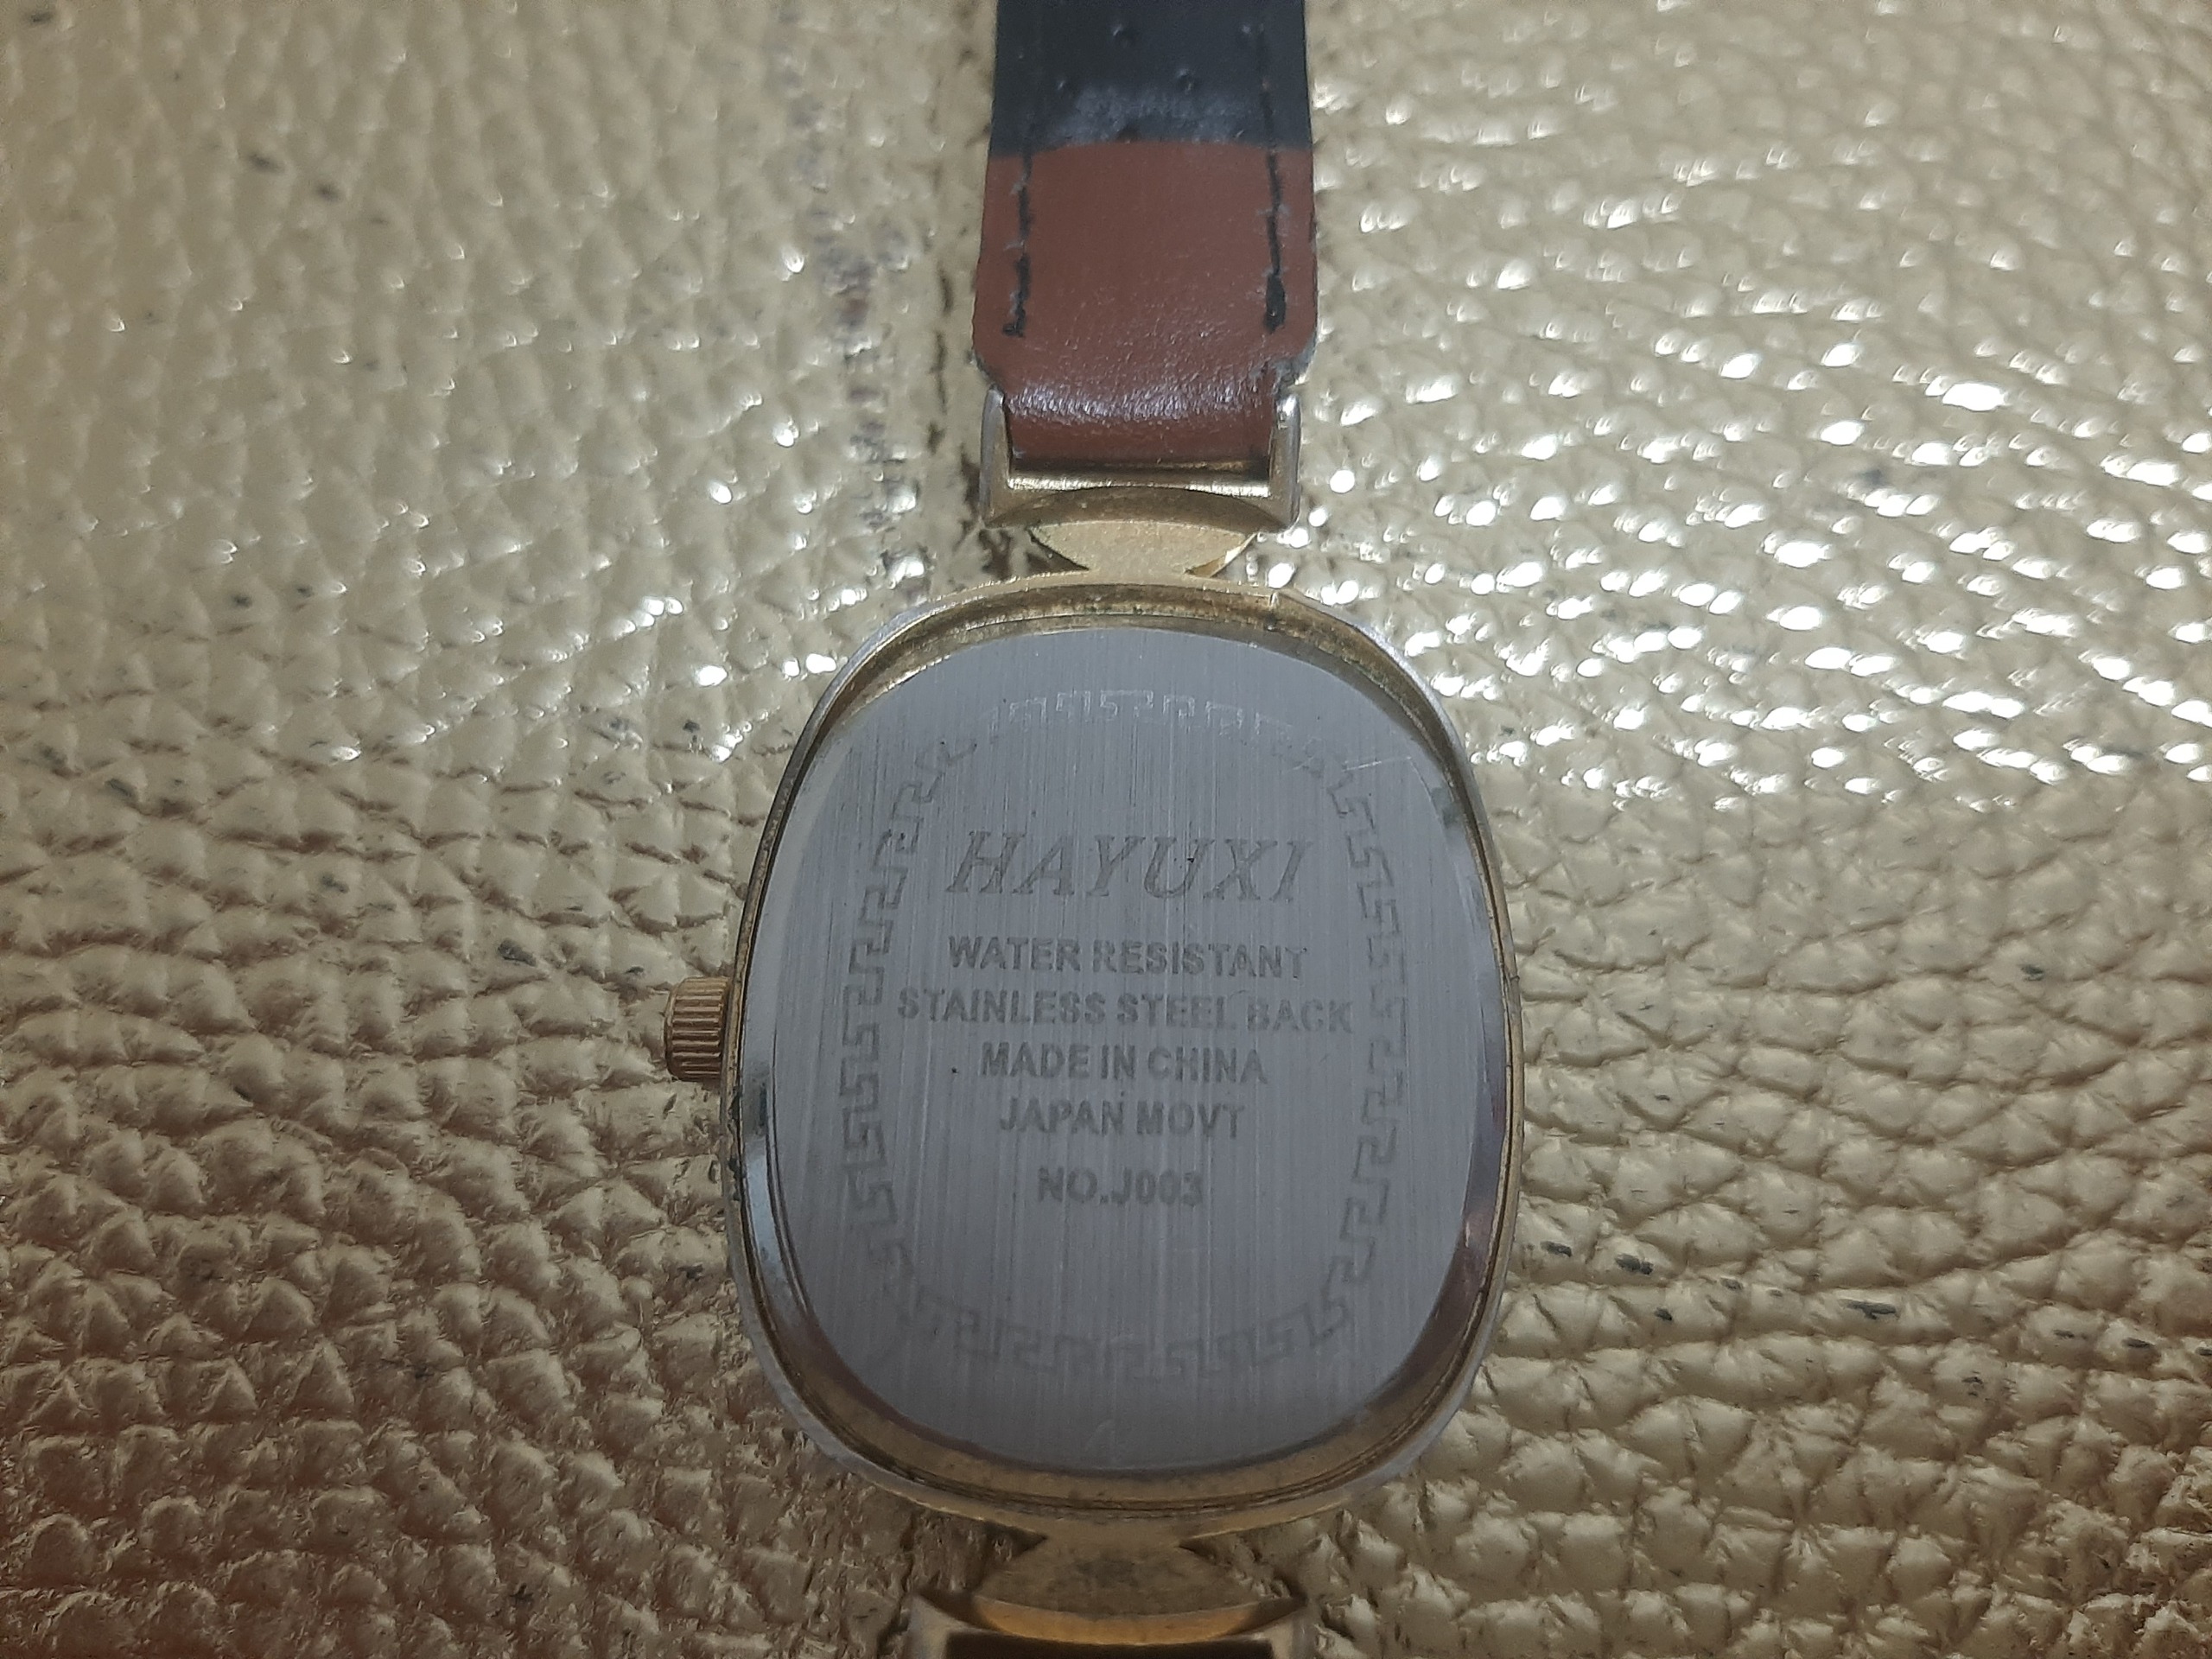 HAYUXI
WATER RESISTANT
STAINLESS STEEL BACK
MADE IN CHINA
JAPAN MOVT
NO.J003